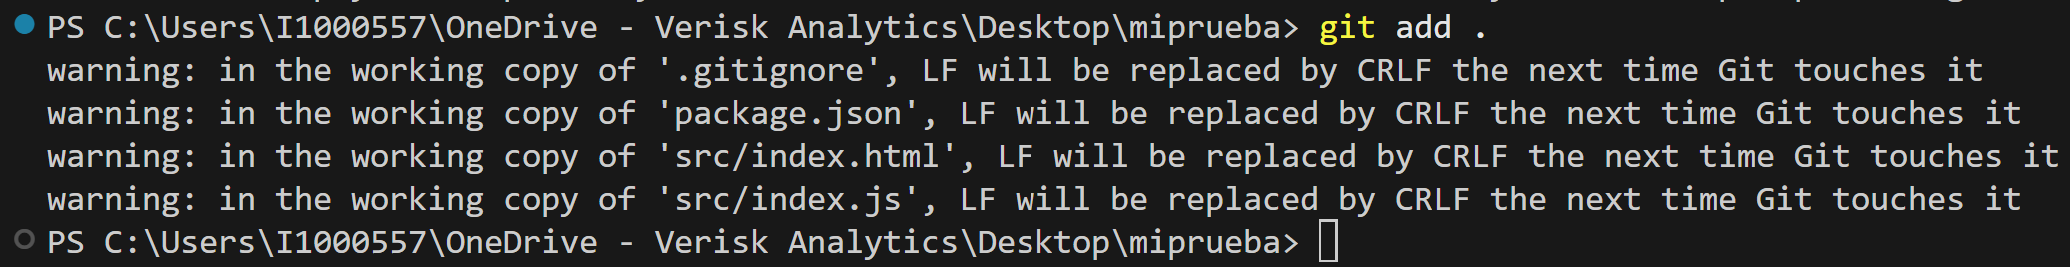 PS C:\Users\I1000557\OneDrive - Verisk Analytics\Desktop\miprueba> git add .
warning: in the working copy of '.gitignore', LF will be replaced by CRLF the next time Git touches it
warning: in the working copy of 'package.json', LF will be replaced by CRLF the next time Git touches it
warning: in the working copy of 'src/index.html', LF will be replaced by CRLF the next time Git touches it
warning: in the working copy of 'src/index.js', LF will be replaced by CRLF the next time Git touches it
PS C:\Users\I1000557\OneDrive - Verisk Analytics\Desktop\miprueba>